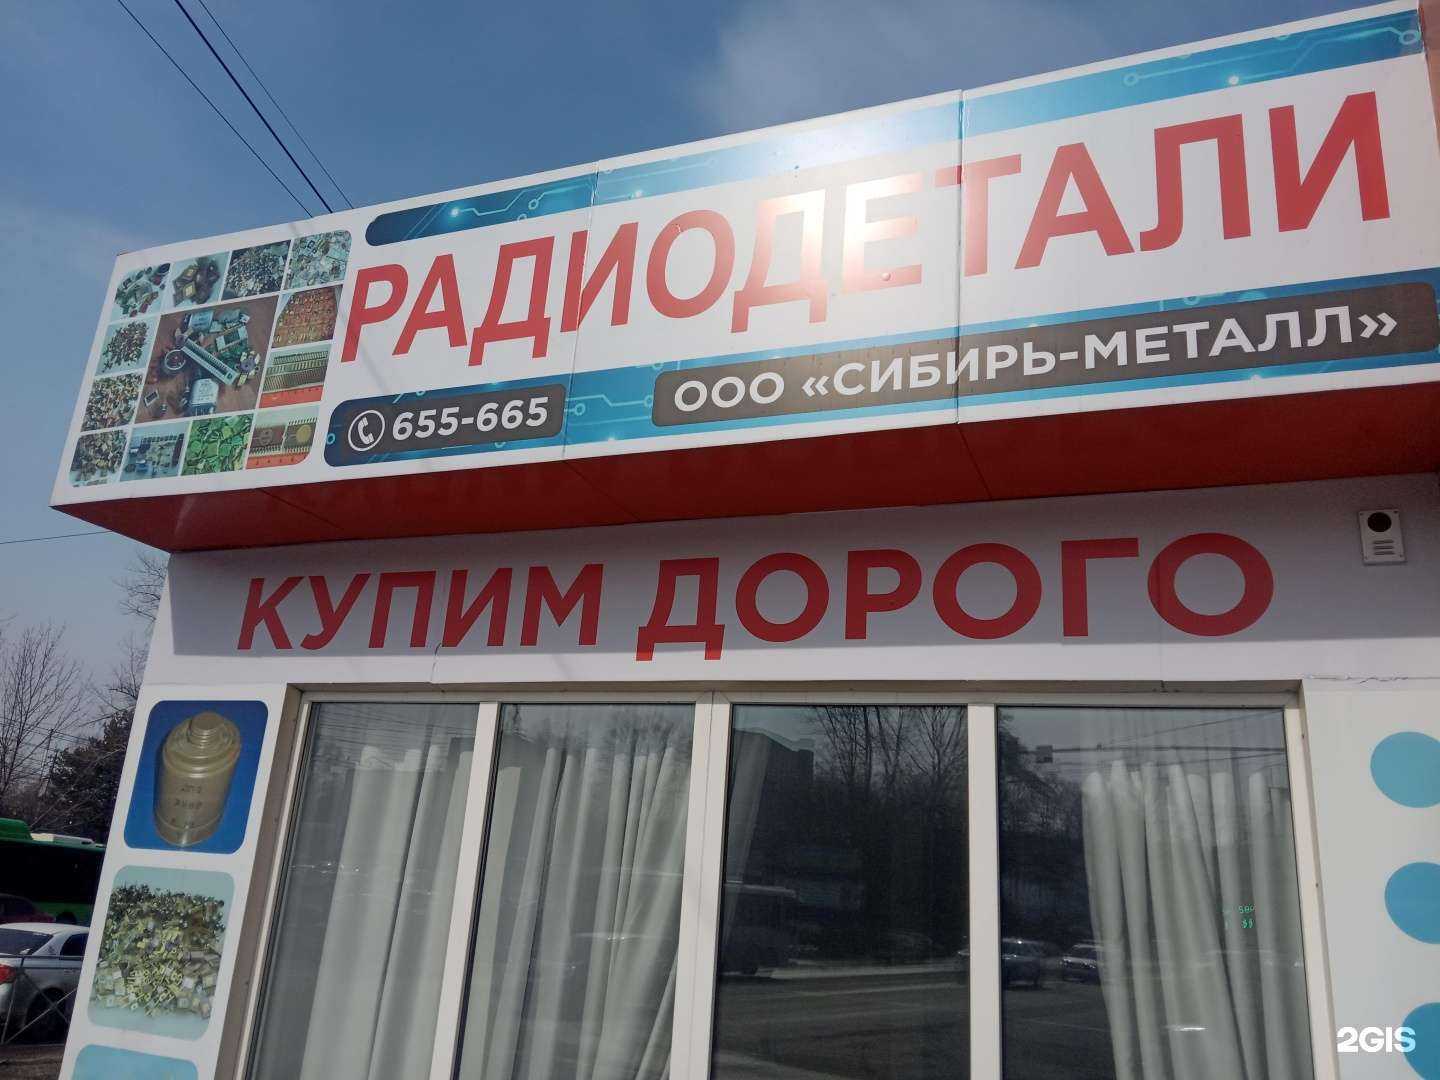 РАДИОДЕТАЛИ
655-665
ООО «СИБИРЬ-МЕТАЛЛ»
КУПИМ ДОРОГО
2GIS